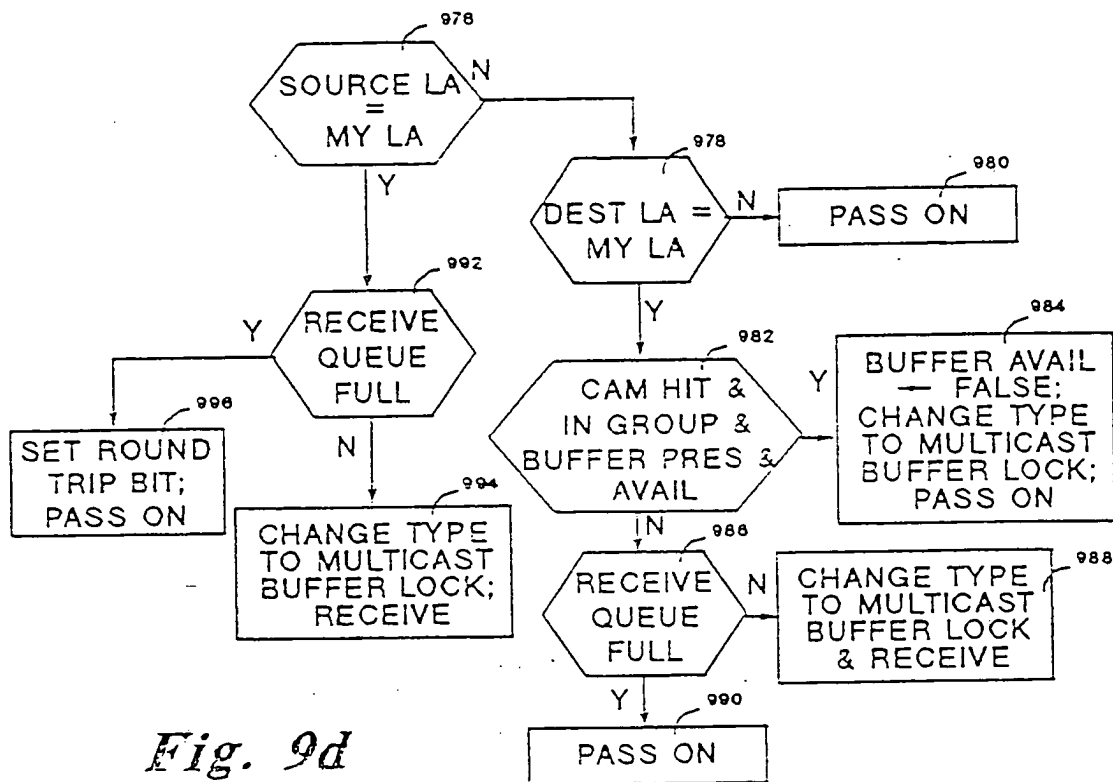 978
SOURCE LA
=
MY LA
N
Y
978
DEST LA =
MY LA
N
Y
980
PASS ON
992
RECEIVE
QUEUE
FULL
Y
N
996
SET ROUND
TRIP BIT;
PASS ON
994
CHANGE TYPE
TO MULTICAST
BUFFER LOCK;
RECEIVE
982
CAM HIT &
IN GROUP &
BUFFER PRES &
AVAIL
Y
N
984
BUFFER AVAIL
← FALSE;
CHANGE TYPE
TO MULTICAST
BUFFER LOCK;
PASS ON
986
RECEIVE
QUEUE
FULL
N
Y
988
CHANGE TYPE
TO MULTICAST
BUFFER LOCK
& RECEIVE
990
PASS ON
Fig. 9d